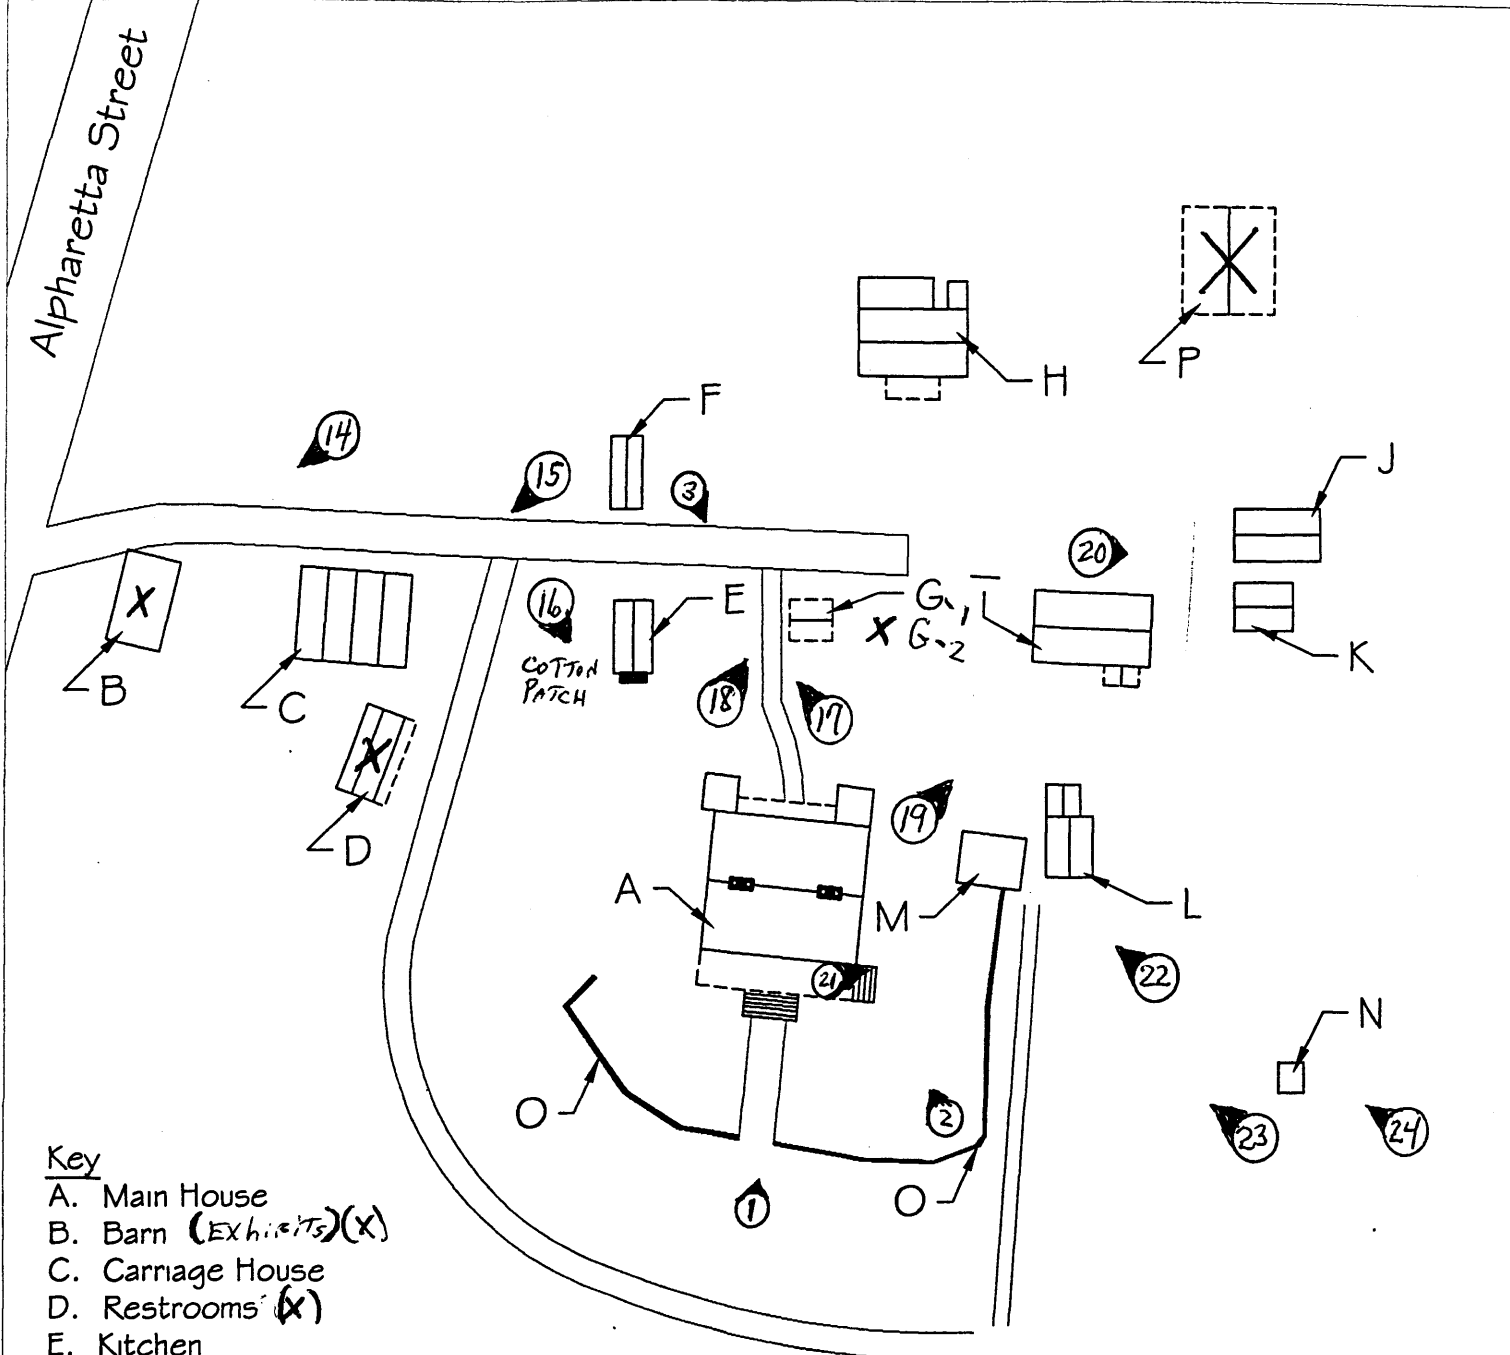 Alpharetta Street
P
H
F
14
15
3
J
20
16
E
G-1
I
X G-2
K
X
COTTON
PATCH
B
C
18
17
X
D
19
A
M
L
21
22
N
O
2
23
24
O
1
Key
A. Main House
B. Barn (EXhibiTs)(X)
C. Carriage House
D. Restrooms (X)
E. Kitchen